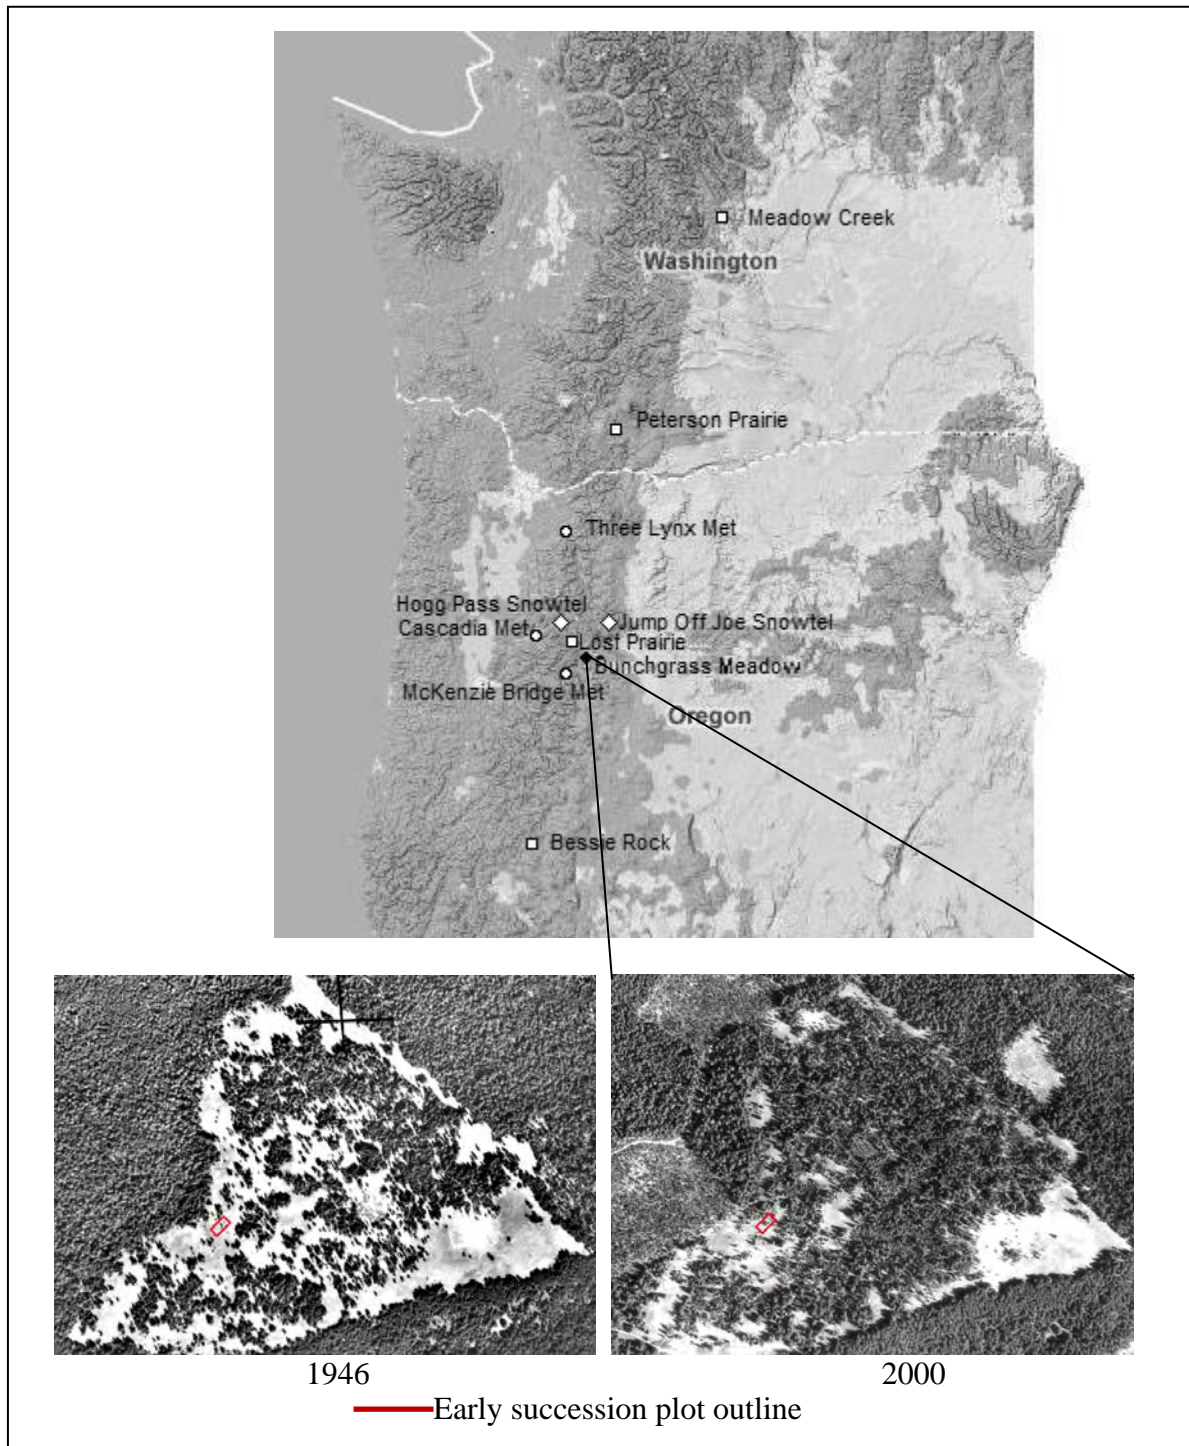 Meadow Creek
Washington
Peterson Prairie
Three Lynx Met
Hogg Pass Snowtel
Jump Off Joe Snowtel
Cascadia Met
Lost Prairie
Bunchgrass Meadow
McKenzie Bridge Met
Oregon
Bessie Rock
1946
2000
Early succession plot outline